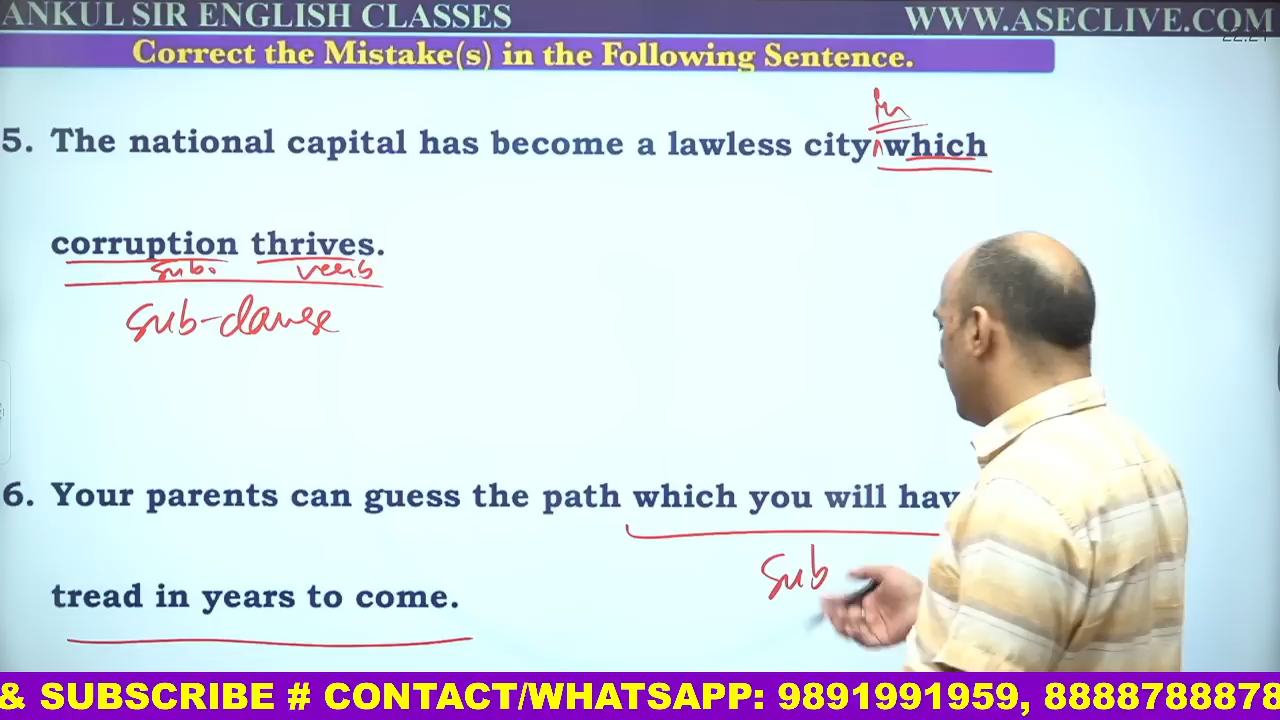 ANKUL SIR ENGLISH CLASSES
WWW.ASECLIVE.COM
Correct the Mistake(s) in the Following Sentence.
in
5. The national capital has become a lawless city which
corruption thrives.
sub. verb
sub-clause
6. Your parents can guess the path which you will hav
sub
tread in years to come.
& SUBSCRIBE # CONTACT/WHATSAPP: 9891991959, 8888788878